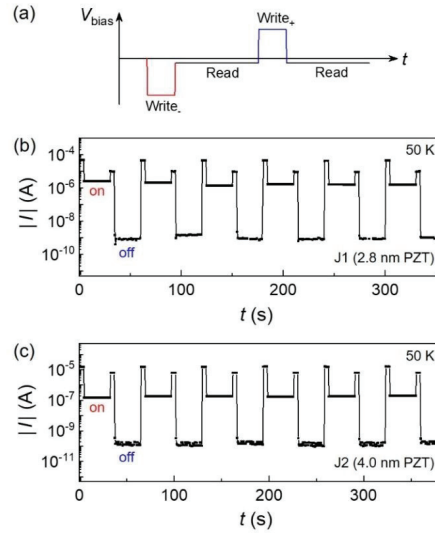 (a)
V_bias
Write₊
t
Read
Read
Write₋
(b)
10⁻⁴
50 K
10⁻⁶
on
|I| (A)
10⁻⁸
10⁻¹⁰
off
J1 (2.8 nm PZT)
0 100 200 300
t (s)
(c)
10⁻⁵
50 K
10⁻⁷
on
|I| (A)
10⁻⁹
off
10⁻¹¹
J2 (4.0 nm PZT)
0 100 200 300
t (s)